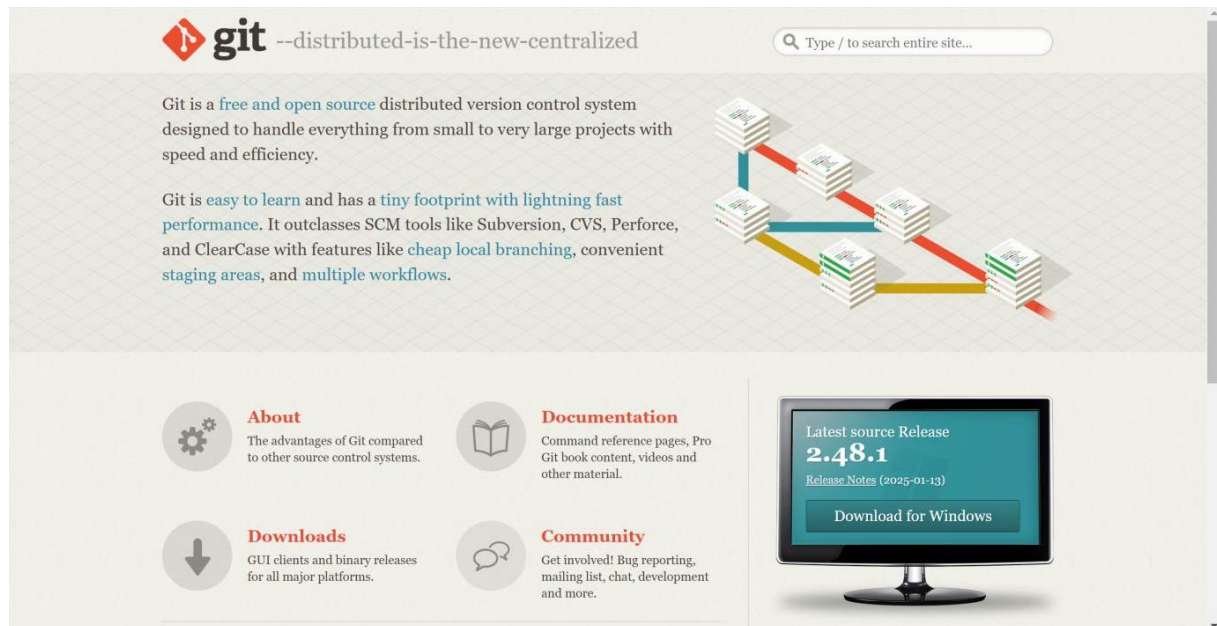 git --distributed-is-the-new-centralized
Type / to search entire site...
Git is a free and open source distributed version control system
designed to handle everything from small to very large projects with
speed and efficiency.
Git is easy to learn and has a tiny footprint with lightning fast
performance. It outclasses SCM tools like Subversion, CVS, Perforce,
and ClearCase with features like cheap local branching, convenient
staging areas, and multiple workflows.
About
The advantages of Git compared
to other source control systems.
Documentation
Command reference pages, Pro
Git book content, videos and
other material.
Downloads
GUI clients and binary releases
for all major platforms.
Community
Get involved! Bug reporting,
mailing list, chat, development
and more.
Latest source Release
2.48.1
Release Notes (2025-01-13)
Download for Windows